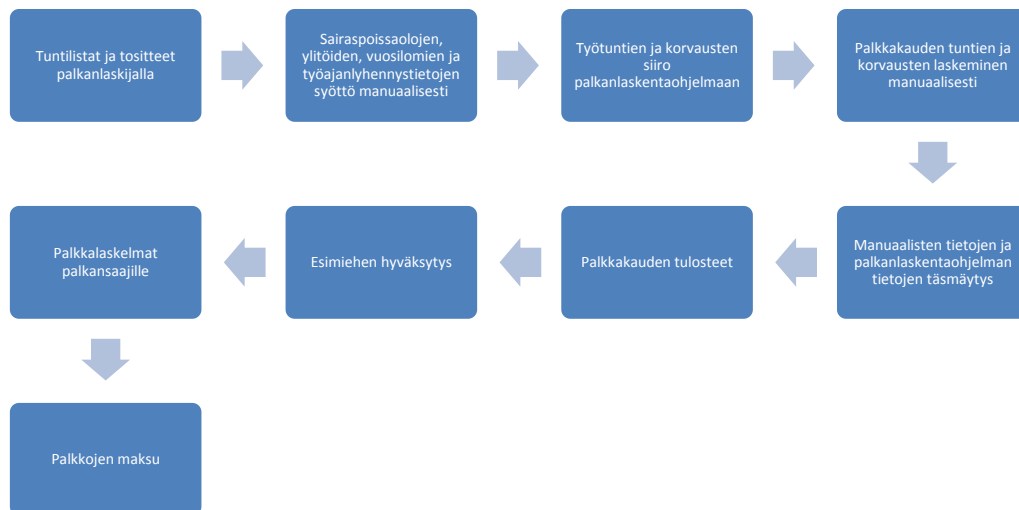 Tuntilistat ja tositteet
palkanlaskijalla
Sairaspoissaolojen,
ylitöiden, vuosilomien ja
työajanlyhennystietojen
syöttö manuaalisesti
Työtuntien ja korvausten
siiro
palkanlaskentaohjelmaan
Palkkakauden tuntien ja
korvausten laskeminen
manuaalisesti
Manuaalisten tietojen ja
palkanlaskentaohjelman
tietojen täsmäytys
Palkkakauden tulosteet
Esimiehen hyväksytys
Palkkalaskelmat
palkansaajille
Palkkojen maksu